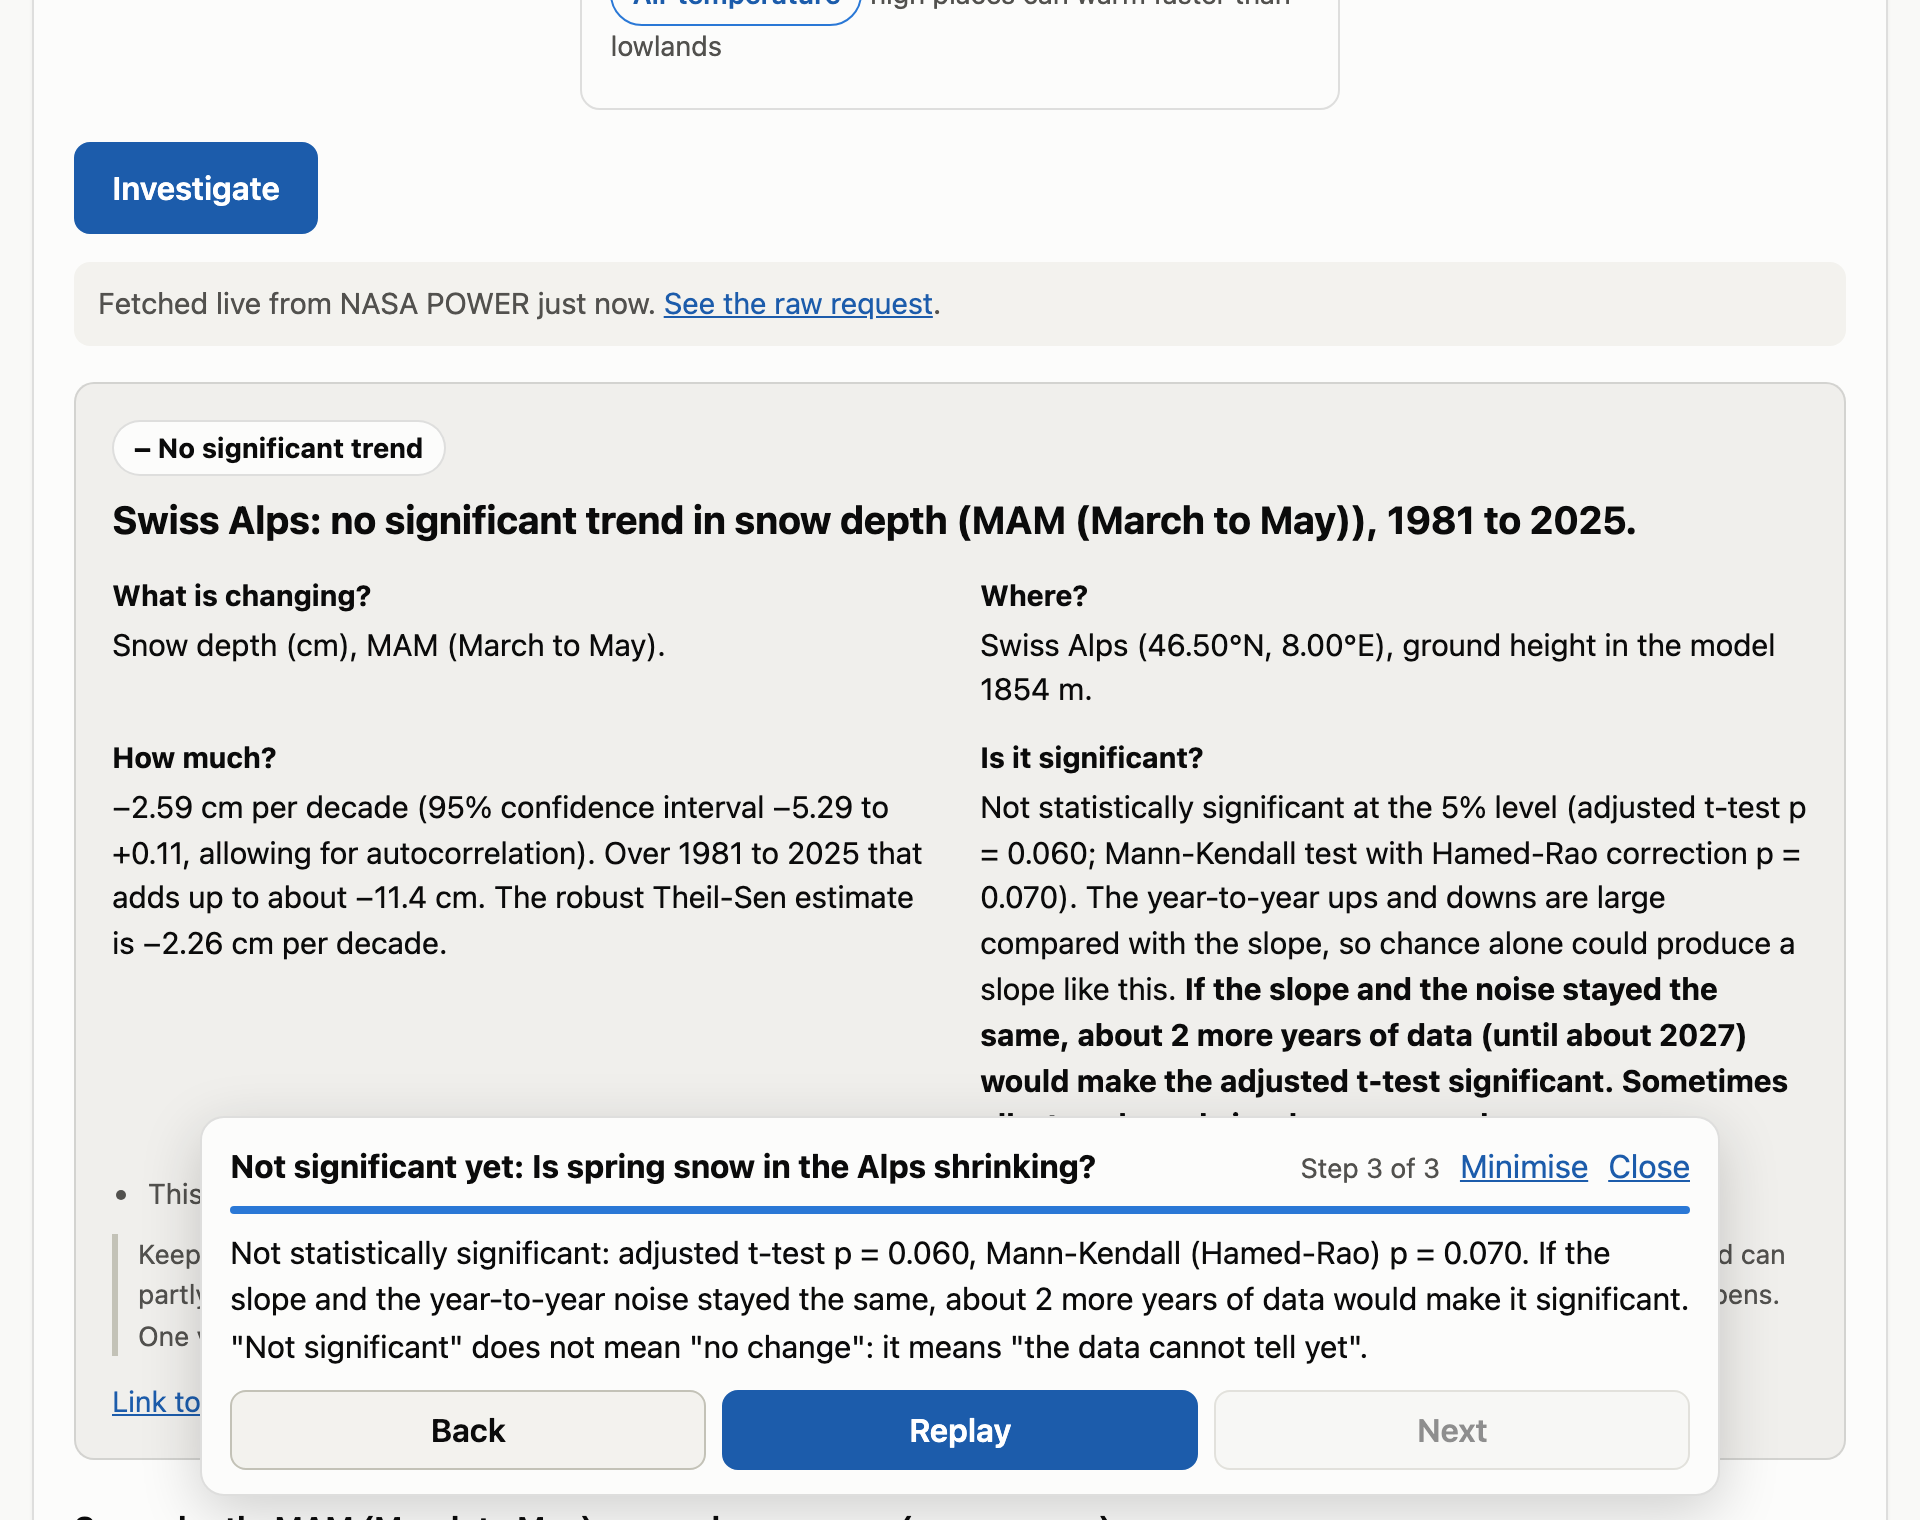 Air temperature high places can warm faster than
lowlands
Investigate
Fetched live from NASA POWER just now. See the raw request.
– No significant trend
Swiss Alps: no significant trend in snow depth (MAM (March to May)), 1981 to 2025.
What is changing?
Snow depth (cm), MAM (March to May).
Where?
Swiss Alps (46.50°N, 8.00°E), ground height in the model
1854 m.
How much?
−2.59 cm per decade (95% confidence interval −5.29 to
+0.11, allowing for autocorrelation). Over 1981 to 2025 that
adds up to about −11.4 cm. The robust Theil-Sen estimate
is −2.26 cm per decade.
Is it significant?
Not statistically significant at the 5% level (adjusted t-test p
= 0.060; Mann-Kendall test with Hamed-Rao correction p =
0.070). The year-to-year ups and downs are large
compared with the slope, so chance alone could produce a
slope like this. If the slope and the noise stayed the
same, about 2 more years of data (until about 2027)
would make the adjusted t-test significant. Sometimes
• This
Keep
partly
One
d can
pens.
Link to
Not significant yet: Is spring snow in the Alps shrinking?
Step 3 of 3 Minimise Close
Not statistically significant: adjusted t-test p = 0.060, Mann-Kendall (Hamed-Rao) p = 0.070. If the
slope and the year-to-year noise stayed the same, about 2 more years of data would make it significant.
"Not significant" does not mean "no change": it means "the data cannot tell yet".
Back
Replay
Next